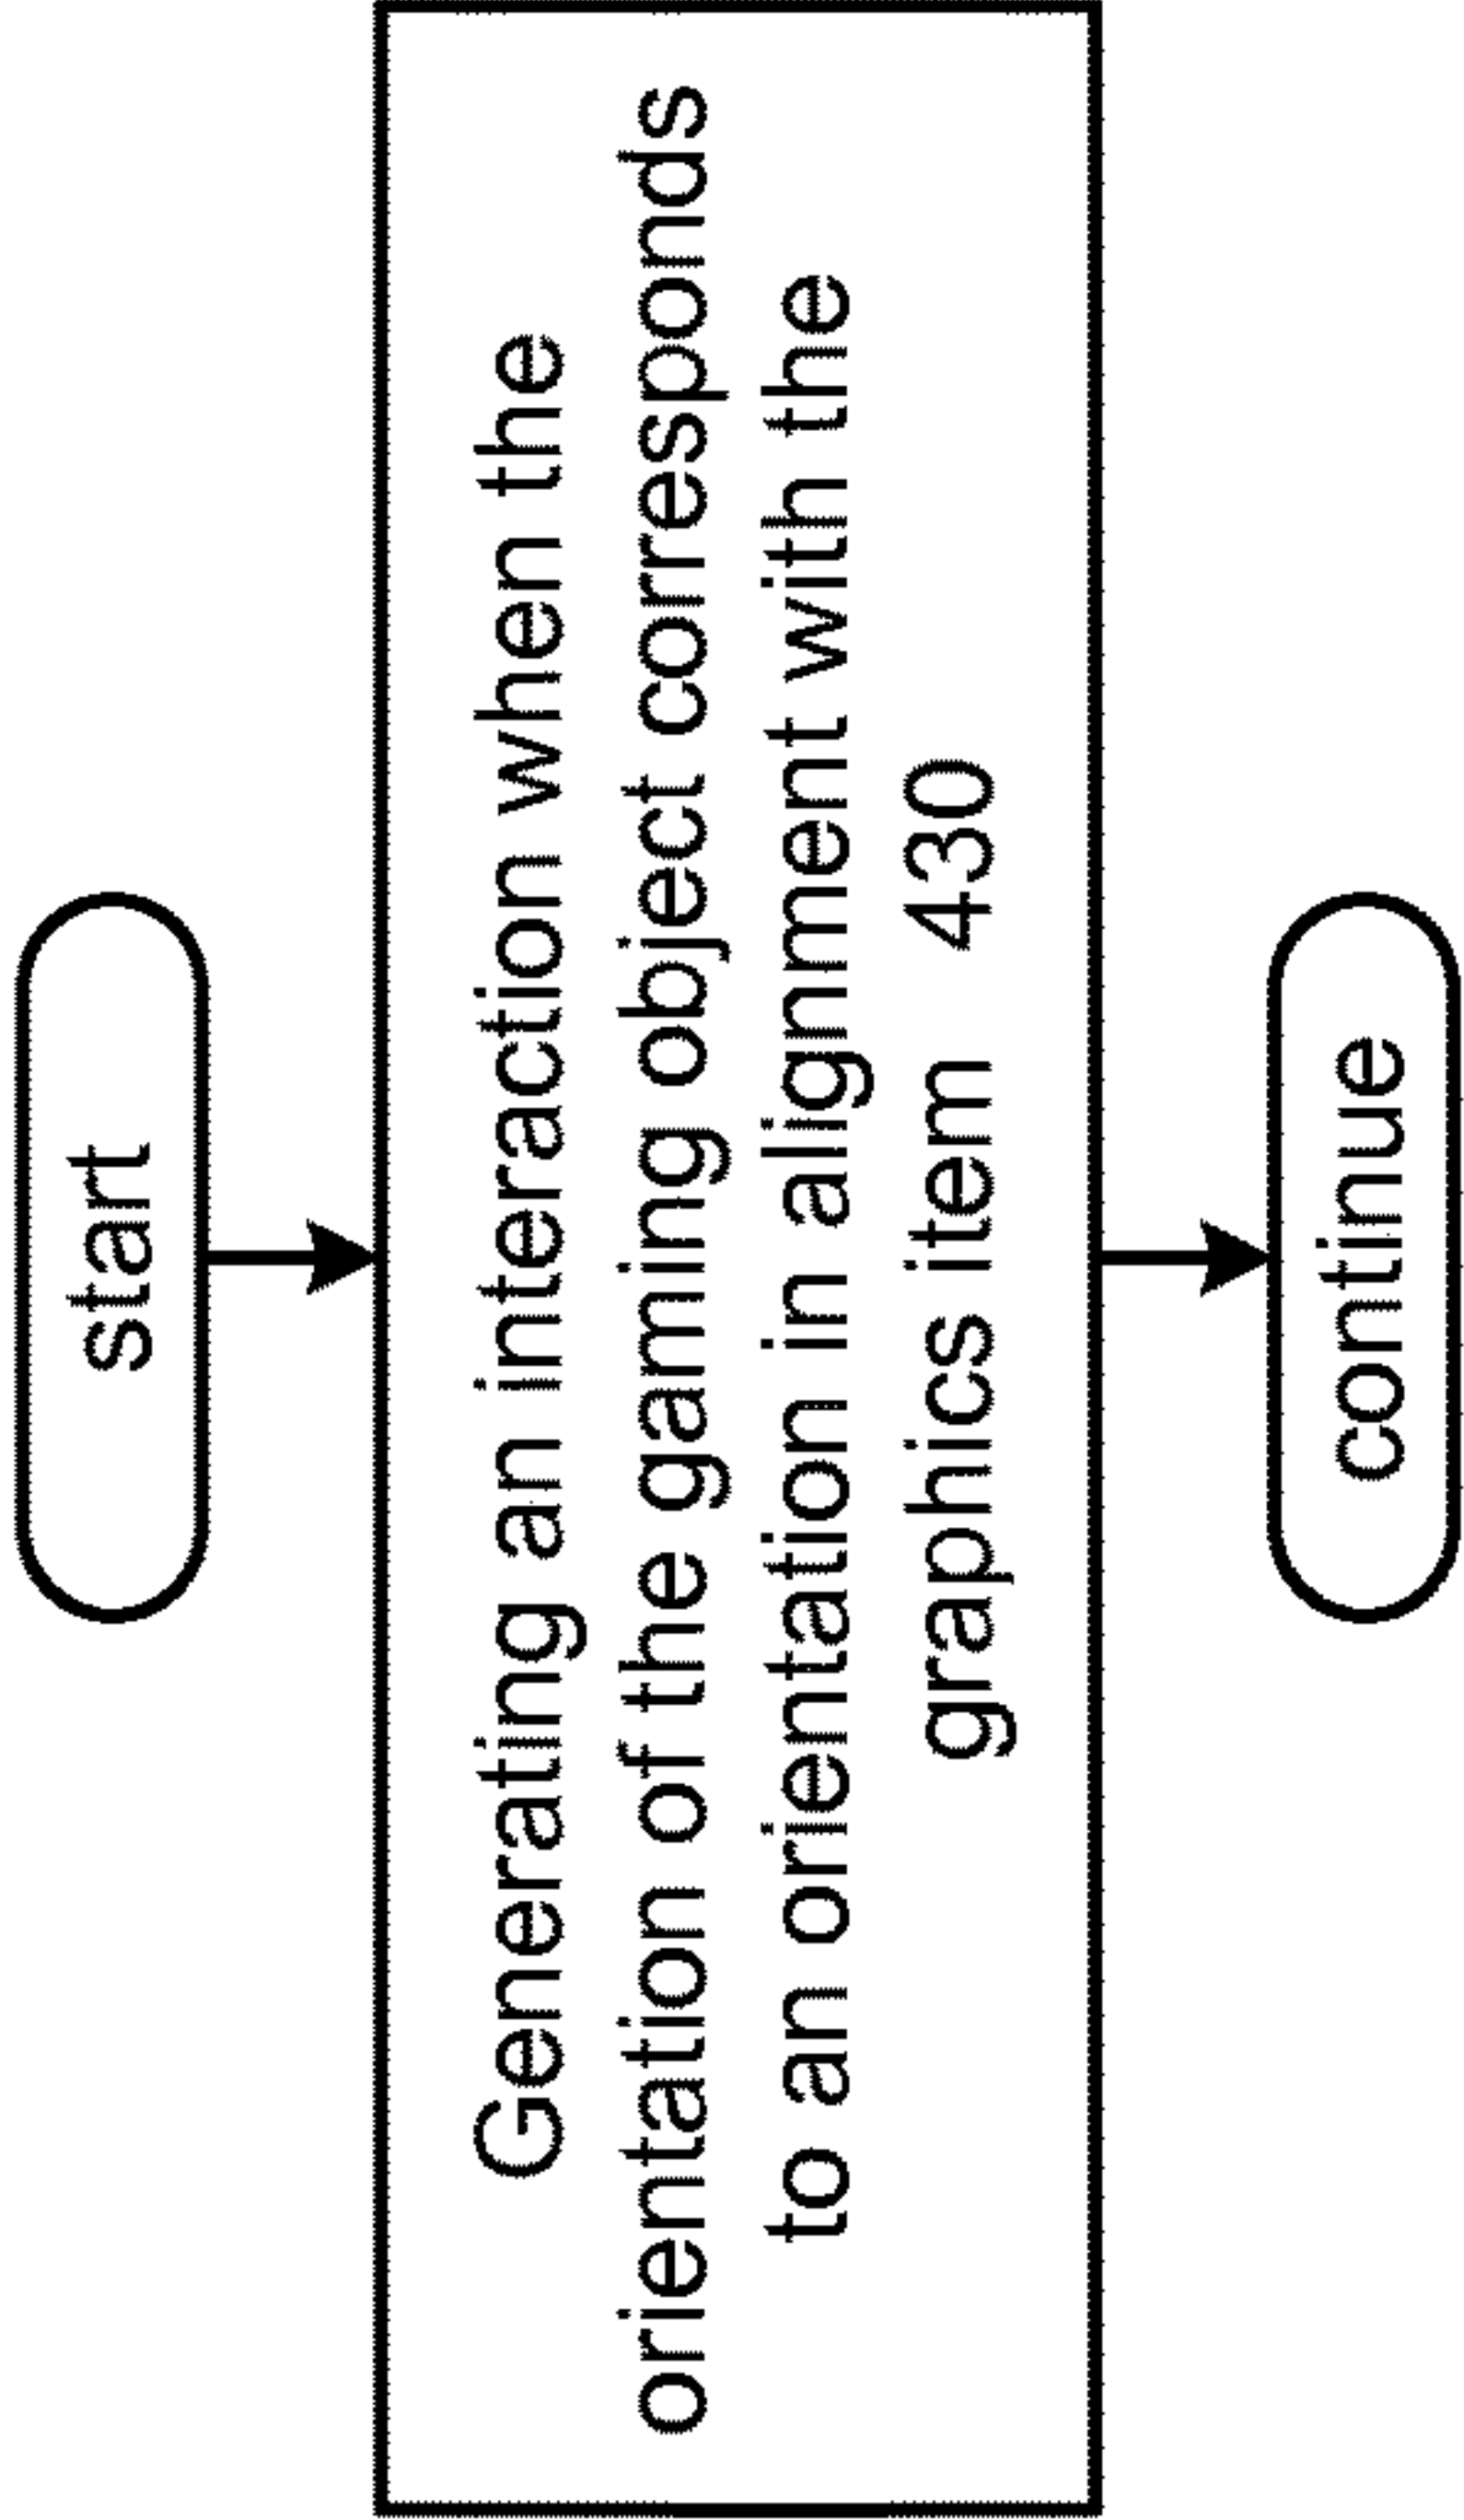 start
Generating an interaction when the
orientation of the gaming object corresponds
to an orientation in alignment with the
graphics item 430
continue